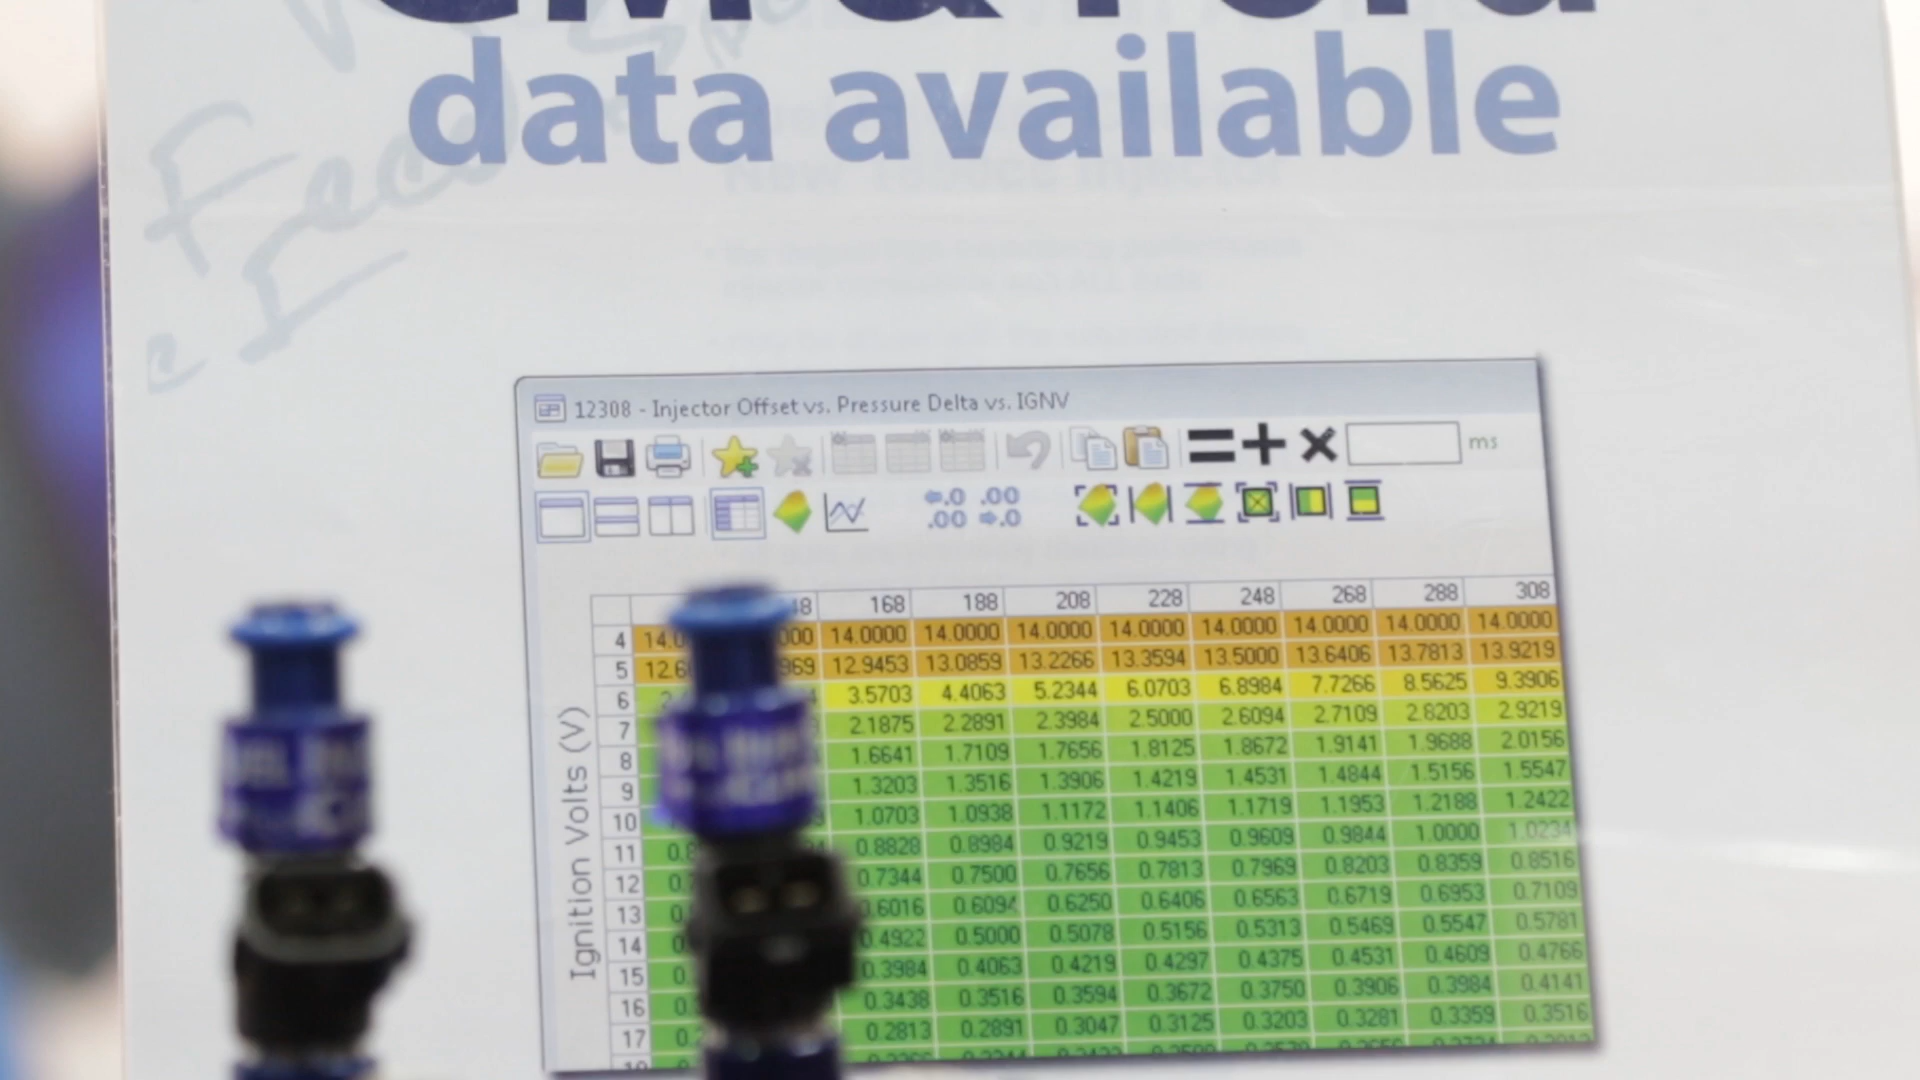 GM & Ford
data available
12308 - Injector Offset vs. Pressure Delta vs. IGNV
ms
168 188 208 228 248 268 288 308
4 14.0000 14.0000 14.0000 14.0000 14.0000 14.0000 14.0000 14.0000
5 12.9453 13.0859 13.2266 13.3594 13.5000 13.6406 13.7813 13.9219
6 3.5703 4.4063 5.2344 6.0703 6.8984 7.7266 8.5625 9.3906
7 2.1875 2.2891 2.3984 2.5000 2.6094 2.7109 2.8203 2.9219
8 1.6641 1.7109 1.7656 1.8125 1.8672 1.9141 1.9688 2.0156
9 1.3203 1.3516 1.3906 1.4219 1.4531 1.4844 1.5156 1.5547
10 1.0703 1.0938 1.1172 1.1406 1.1719 1.1953 1.2188 1.2422
11 0.8828 0.8984 0.9219 0.9453 0.9609 0.9844 1.0000 1.0234
12 0.7344 0.7500 0.7656 0.7813 0.7969 0.8203 0.8359 0.8516
13 0.6016 0.6094 0.6250 0.6406 0.6563 0.6719 0.6953 0.7109
14 0.4922 0.5000 0.5078 0.5156 0.5313 0.5469 0.5547 0.5781
15 0.3984 0.4063 0.4219 0.4297 0.4375 0.4531 0.4609 0.4766
16 0.3438 0.3516 0.3594 0.3672 0.3750 0.3906 0.3984 0.4141
17 0.2813 0.2891 0.3047 0.3125 0.3203 0.3281 0.3359 0.3516
Ignition Volts (V)